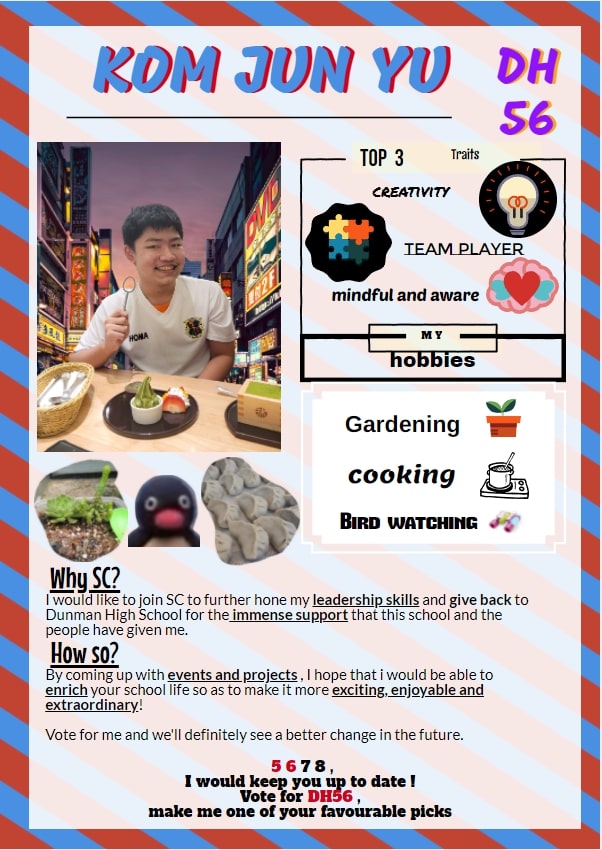 KOM JUN YU
DH
56
TOP 3 Traits
CREATIVITY
TEAM PLAYER
mindful and aware
MY
hobbies
Gardening
cooking
BIRD WATCHING
HOMA
DVD
Why SC?
I would like to join SC to further hone my leadership skills and give back to
Dunman High School for the immense support that this school and the
people have given me.
How so?
By coming up with events and projects , I hope that i would be able to
enrich your school life so as to make it more exciting, enjoyable and
extraordinary!
Vote for me and we'll definitely see a better change in the future.
5 6 7 8 ,
I would keep you up to date !
Vote for DH56 ,
make me one of your favourable picks